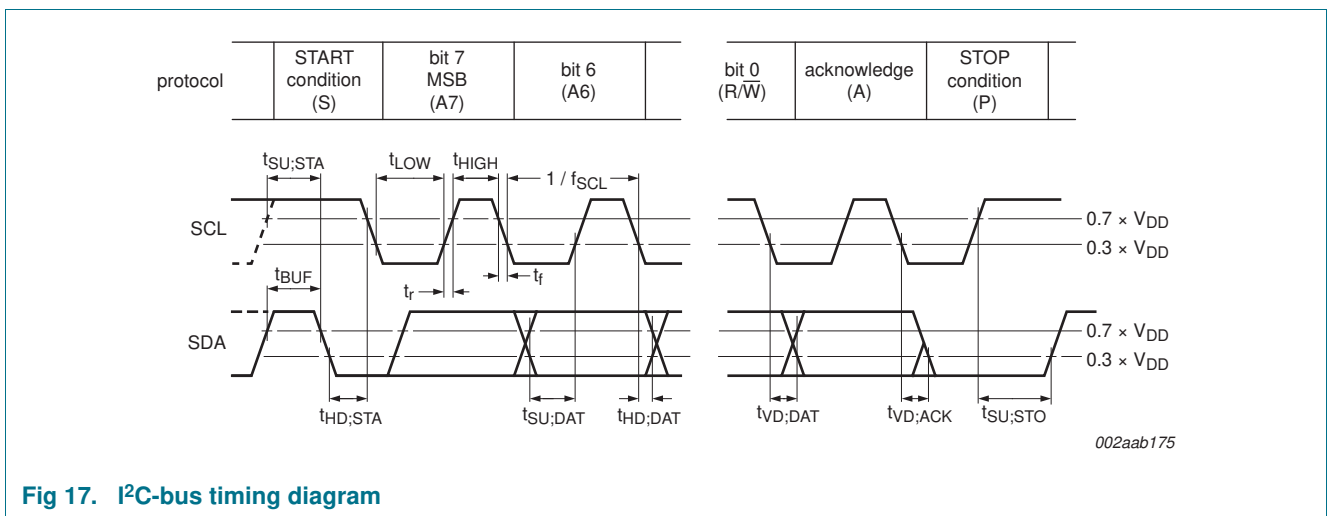 protocol
START
condition
(S)
bit 7
MSB
(A7)
bit 6
(A6)
bit 0
(R/W̅)
acknowledge
(A)
STOP
condition
(P)
tSU;STA
tLOW
tHIGH
1 / fSCL
SCL
0.7 × VDD
0.3 × VDD
tBUF
tr
tf
SDA
0.7 × VDD
0.3 × VDD
tHD;STA
tSU;DAT
tHD;DAT
tVD;DAT
tVD;ACK
tSU;STO
002aab175
Fig 17. I²C-bus timing diagram